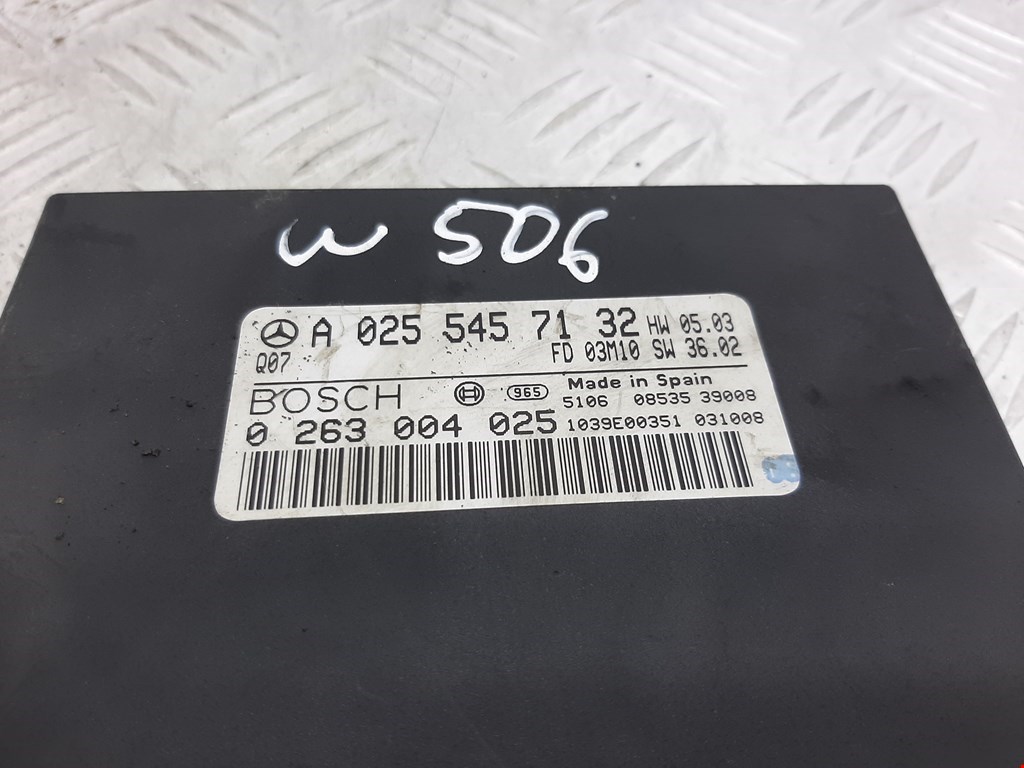 W 506
A 025 545 71 32 HW 05.03
Q07 FD 03M10 SW 36.02
BOSCH 965 Made in Spain
5106 08535 39008
0 263 004 025 1039E00351 031008